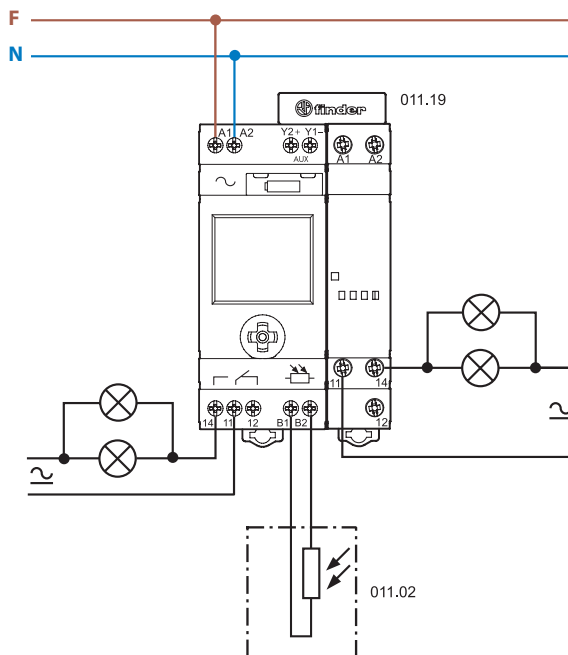 F
N
finder
011.19
A1 A2 Y2+ Y1–
AUX
A1 A2
11 14
12
14 11 12 B1 B2
011.02